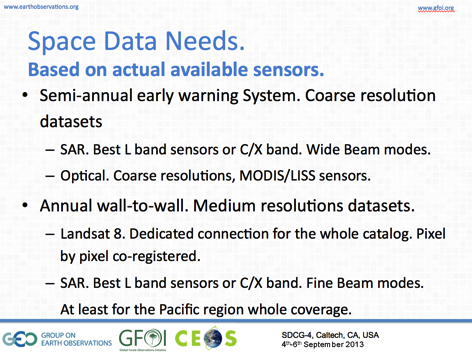 www.earthobservations.org
www.gfoi.org
Space Data Needs.
Based on actual available sensors.
• Semi-annual early warning System. Coarse resolution
datasets
– SAR. Best L band sensors or C/X band. Wide Beam modes.
– Optical. Coarse resolutions, MODIS/LISS sensors.
• Annual wall-to-wall. Medium resolutions datasets.
– Landsat 8. Dedicated connection for the whole catalog. Pixel
by pixel co-registered.
– SAR. Best L band sensors or C/X band. Fine Beam modes.
At least for the Pacific region whole coverage.
GEO GROUP ON
EARTH OBSERVATIONS
GFOI
Global Forest Observations Initiative
CEOS
SDCG-4, Caltech, CA, USA
4th-6th September 2013